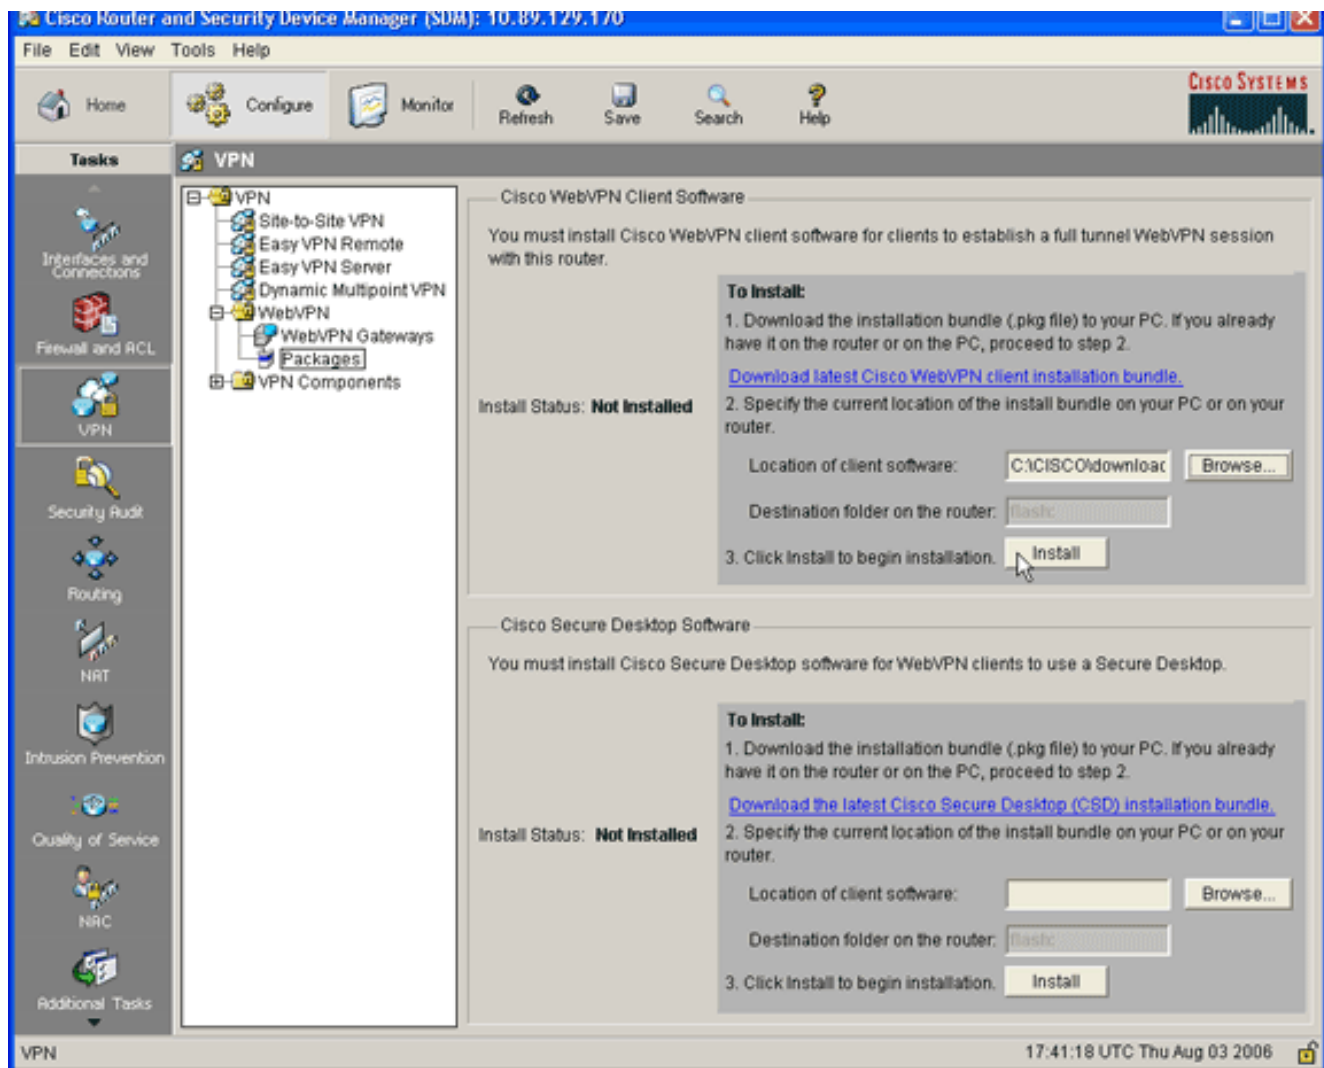 Cisco Router and Security Device Manager (SDM): 10.89.129.170
File Edit View Tools Help
Home Configure Monitor Refresh Save Search Help
CISCO SYSTEMS
Tasks
VPN
Interfaces and Connections
Firewall and ACL
VPN
Security Audit
Routing
NAT
Intrusion Prevention
Quality of Service
NAC
Additional Tasks
VPN
Site-to-Site VPN
Easy VPN Remote
Easy VPN Server
Dynamic Multipoint VPN
WebVPN
WebVPN Gateways
Packages
VPN Components
Cisco WebVPN Client Software
You must install Cisco WebVPN client software for clients to establish a full tunnel WebVPN session
with this router.
Install Status: Not Installed
To Install:
1. Download the installation bundle (.pkg file) to your PC. If you already
have it on the router or on the PC, proceed to step 2.
Download latest Cisco WebVPN client installation bundle.
2. Specify the current location of the install bundle on your PC or on your
router.
Location of client software: C:\CISCO\download Browse...
Destination folder on the router: flash:
3. Click Install to begin installation. Install
Cisco Secure Desktop Software
You must install Cisco Secure Desktop software for WebVPN clients to use a Secure Desktop.
Install Status: Not Installed
To Install:
1. Download the installation bundle (.pkg file) to your PC. If you already
have it on the router or on the PC, proceed to step 2.
Download the latest Cisco Secure Desktop (CSD) installation bundle.
2. Specify the current location of the install bundle on your PC or on your
router.
Location of client software: Browse...
Destination folder on the router: flash:
3. Click Install to begin installation. Install
VPN
17:41:18 UTC Thu Aug 03 2006